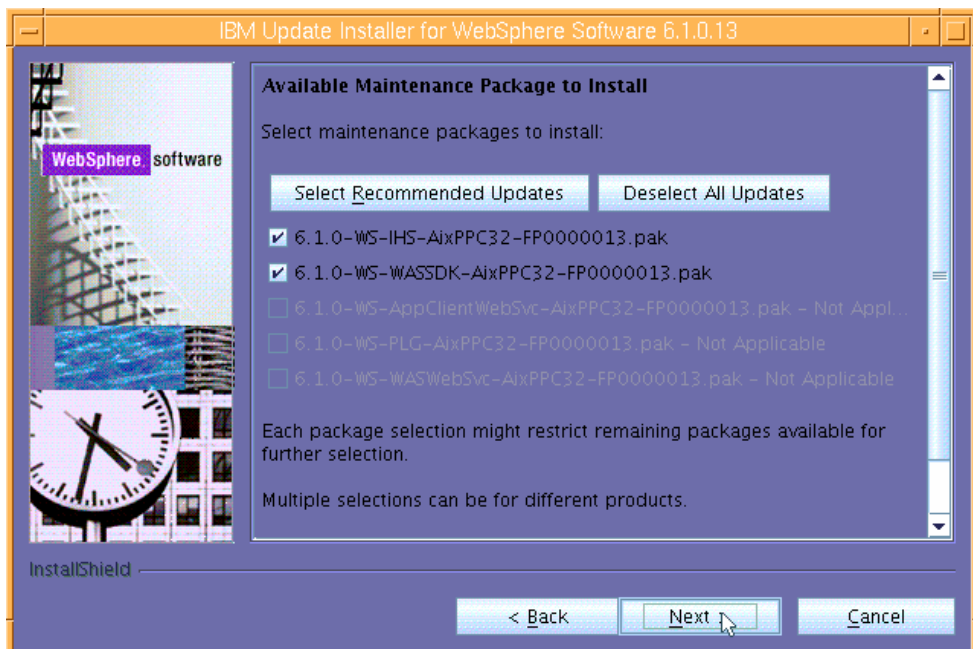 IBM Update Installer for WebSphere Software 6.1.0.13
WebSphere. software
Available Maintenance Package to Install
Select maintenance packages to install:
Select Recommended Updates
Deselect All Updates
6.1.0-WS-IHS-AixPPC32-FP0000013.pak
6.1.0-WS-WASSDK-AixPPC32-FP0000013.pak
6.1.0-WS-AppClientWebSvc-AixPPC32-FP0000013.pak - Not Appl...
6.1.0-WS-PLG-AixPPC32-FP0000013.pak - Not Applicable
6.1.0-WS-WASWebSvc-AixPPC32-FP0000013.pak - Not Applicable
Each package selection might restrict remaining packages available for
further selection.
Multiple selections can be for different products.
InstallShield
< Back
Next >
Cancel